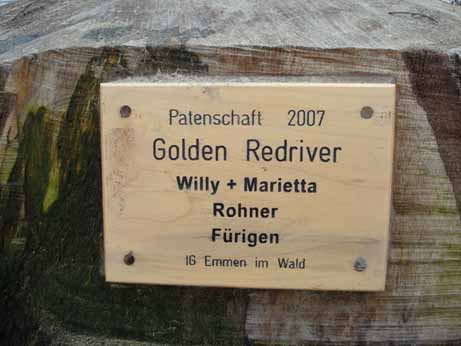 Patenschaft 2007
Golden Redriver
Willy + Marietta
Rohner
Fürigen
IG Emmen im Wald